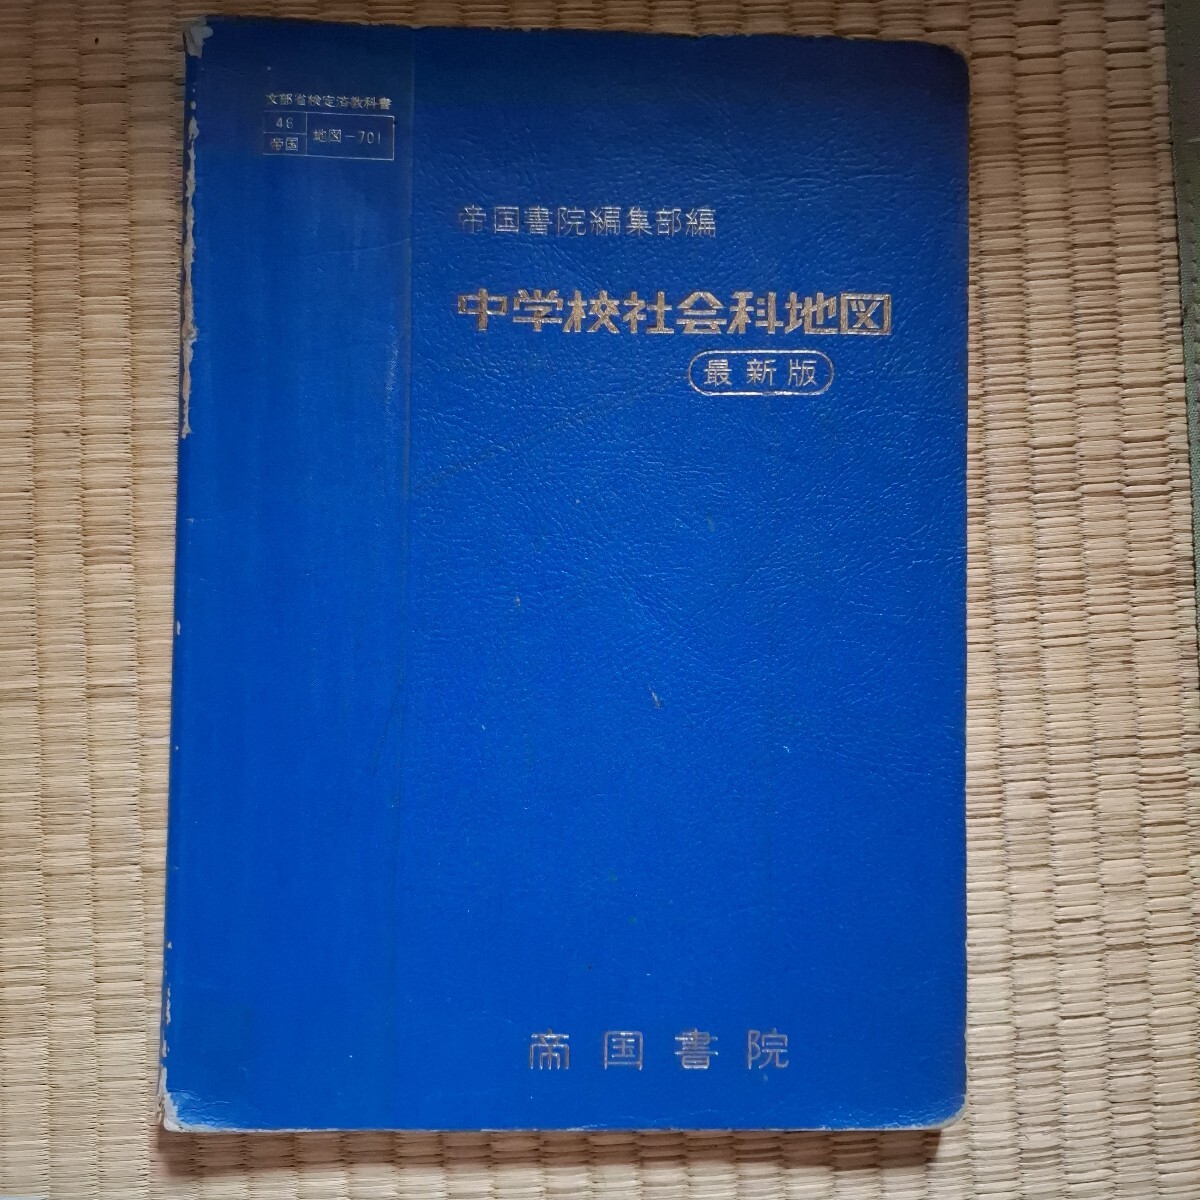 文部省検定済教科書
46
帝国
地図-701
帝国書院編集部編
中学校社会科地図
最新版
帝国書院